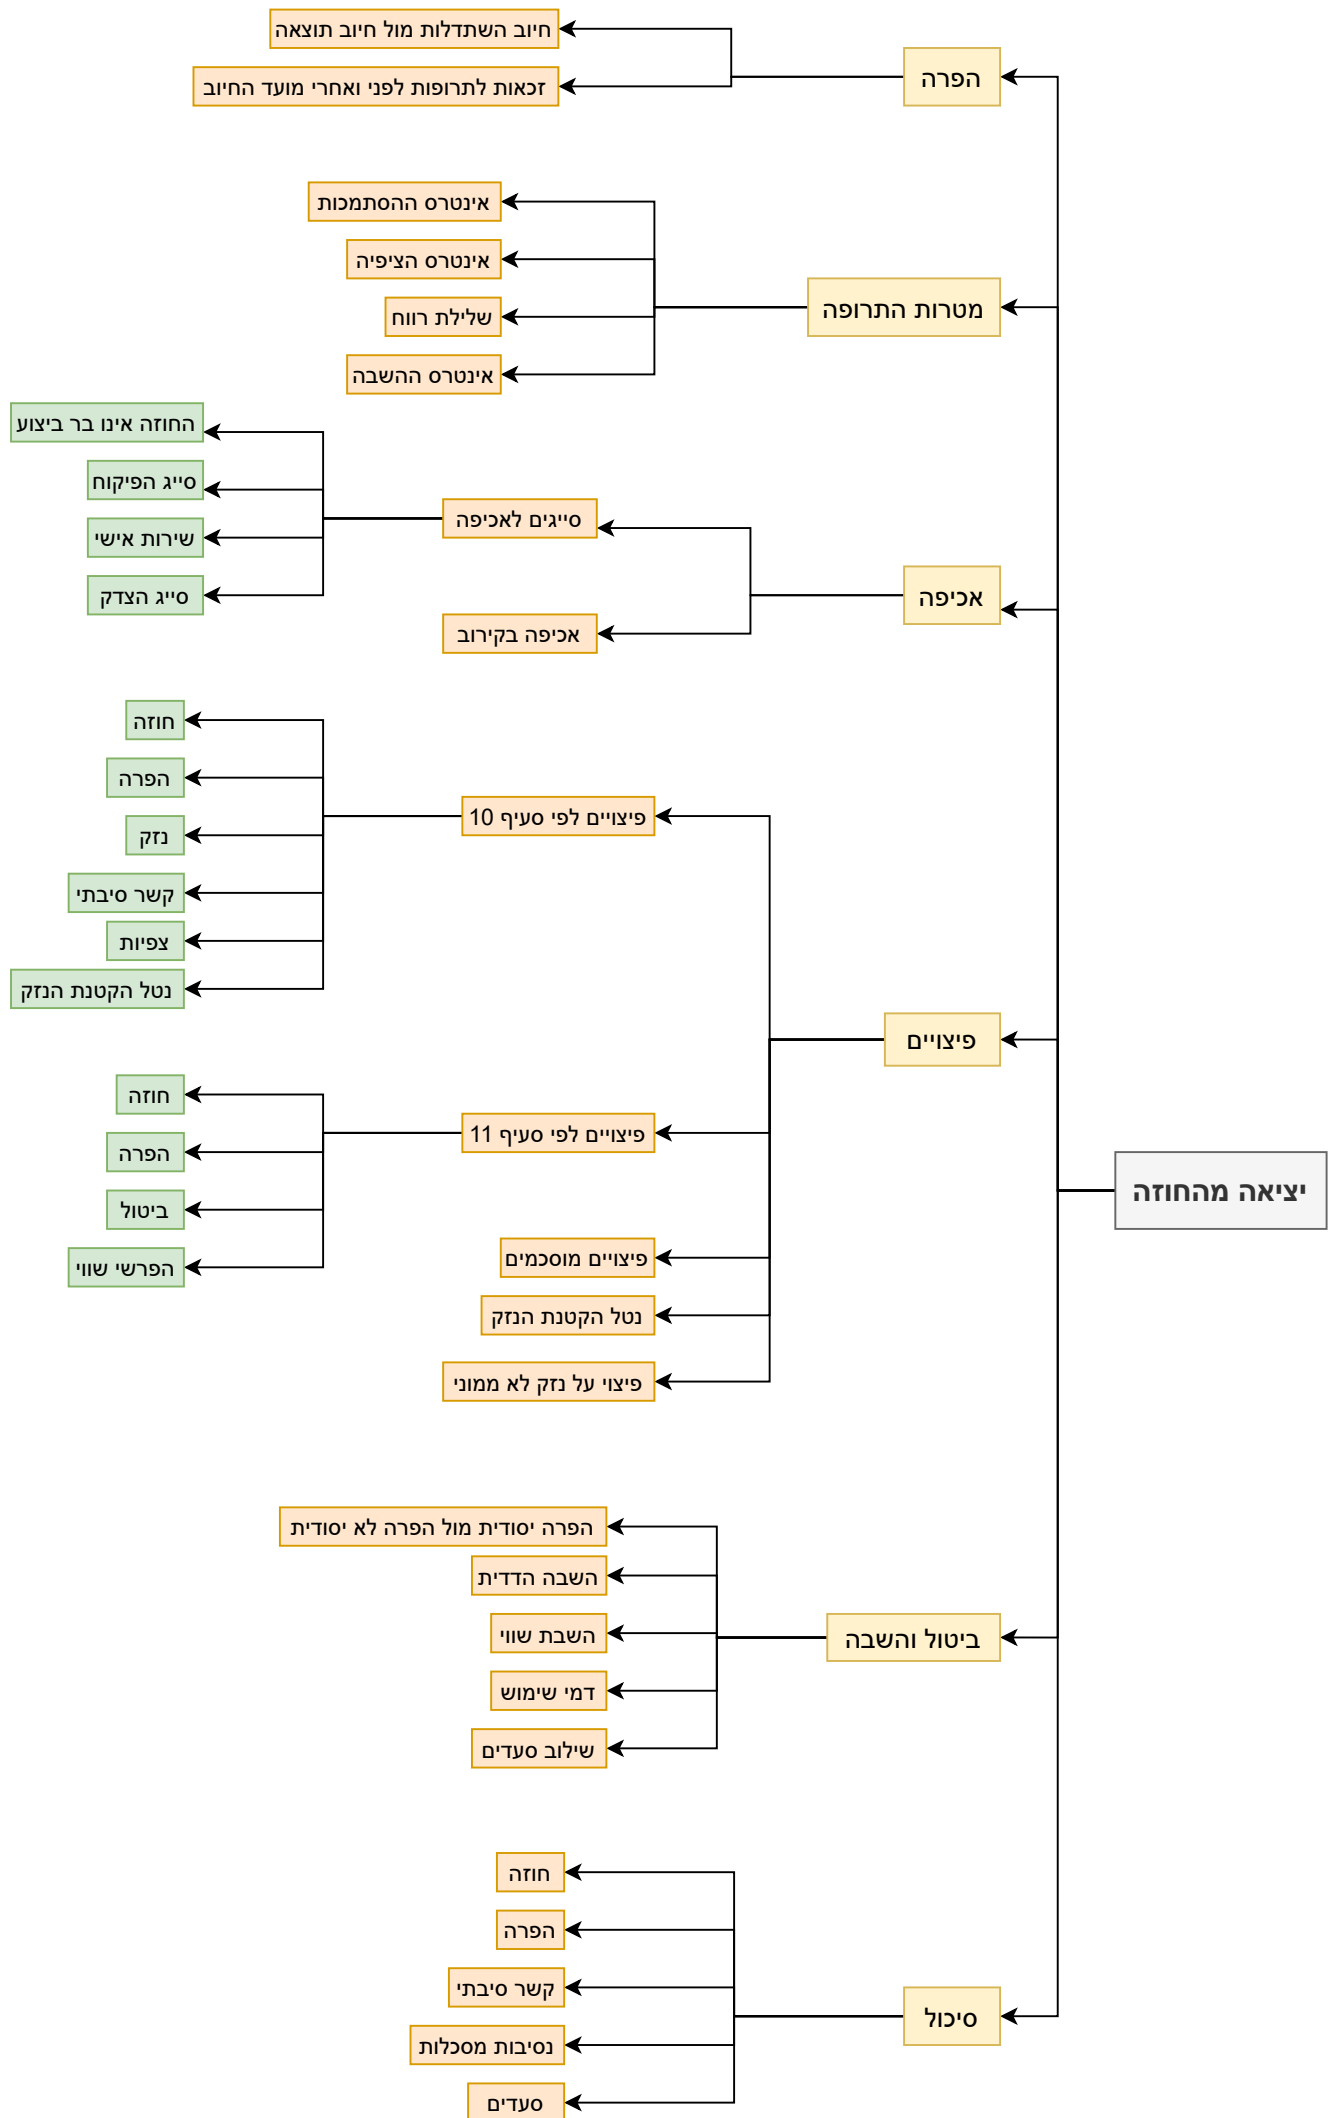 יציאה מהחוזה
הפרה
חיוב השתדלות מול חיוב תוצאה
זכאות לתרופות לפני ואחרי מועד החיוב
מטרות התרופה
אינטרס ההסתמכות
אינטרס הציפיה
שלילת רווח
אינטרס ההשבה
אכיפה
סייגים לאכיפה
החוזה אינו בר ביצוע
סייג הפיקוח
שירות אישי
סייג הצדק
אכיפה בקירוב
פיצויים
פיצויים לפי סעיף 10
חוזה
הפרה
נזק
קשר סיבתי
צפיות
נטל הקטנת הנזק
פיצויים לפי סעיף 11
חוזה
הפרה
ביטול
הפרשי שווי
פיצויים מוסכמים
נטל הקטנת הנזק
פיצוי על נזק לא ממוני
ביטול והשבה
הפרה יסודית מול הפרה לא יסודית
השבה הדדית
השבת שווי
דמי שימוש
שילוב סעדים
סיכול
חוזה
הפרה
קשר סיבתי
נסיבות מסכלות
סעדים